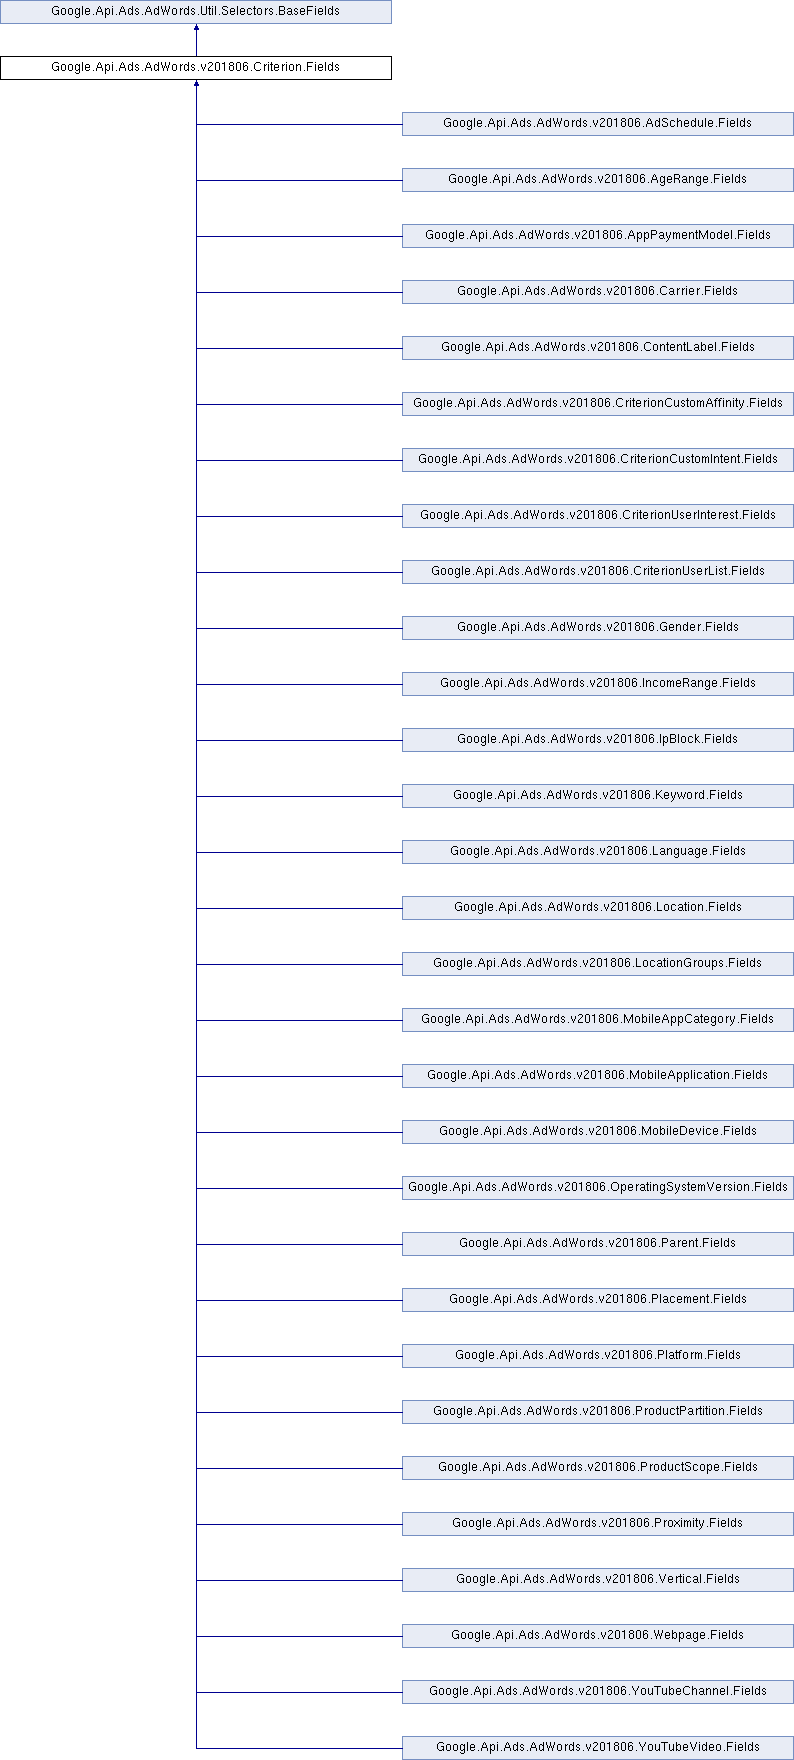 Google.Api.Ads.AdWords.Util.Selectors.BaseFields
Google.Api.Ads.AdWords.v201806.Criterion.Fields
Google.Api.Ads.AdWords.v201806.AdSchedule.Fields
Google.Api.Ads.AdWords.v201806.AgeRange.Fields
Google.Api.Ads.AdWords.v201806.AppPaymentModel.Fields
Google.Api.Ads.AdWords.v201806.Carrier.Fields
Google.Api.Ads.AdWords.v201806.ContentLabel.Fields
Google.Api.Ads.AdWords.v201806.CriterionCustomAffinity.Fields
Google.Api.Ads.AdWords.v201806.CriterionCustomIntent.Fields
Google.Api.Ads.AdWords.v201806.CriterionUserInterest.Fields
Google.Api.Ads.AdWords.v201806.CriterionUserList.Fields
Google.Api.Ads.AdWords.v201806.Gender.Fields
Google.Api.Ads.AdWords.v201806.IncomeRange.Fields
Google.Api.Ads.AdWords.v201806.IpBlock.Fields
Google.Api.Ads.AdWords.v201806.Keyword.Fields
Google.Api.Ads.AdWords.v201806.Language.Fields
Google.Api.Ads.AdWords.v201806.Location.Fields
Google.Api.Ads.AdWords.v201806.LocationGroups.Fields
Google.Api.Ads.AdWords.v201806.MobileAppCategory.Fields
Google.Api.Ads.AdWords.v201806.MobileApplication.Fields
Google.Api.Ads.AdWords.v201806.MobileDevice.Fields
Google.Api.Ads.AdWords.v201806.OperatingSystemVersion.Fields
Google.Api.Ads.AdWords.v201806.Parent.Fields
Google.Api.Ads.AdWords.v201806.Placement.Fields
Google.Api.Ads.AdWords.v201806.Platform.Fields
Google.Api.Ads.AdWords.v201806.ProductPartition.Fields
Google.Api.Ads.AdWords.v201806.ProductScope.Fields
Google.Api.Ads.AdWords.v201806.Proximity.Fields
Google.Api.Ads.AdWords.v201806.Vertical.Fields
Google.Api.Ads.AdWords.v201806.Webpage.Fields
Google.Api.Ads.AdWords.v201806.YouTubeChannel.Fields
Google.Api.Ads.AdWords.v201806.YouTubeVideo.Fields